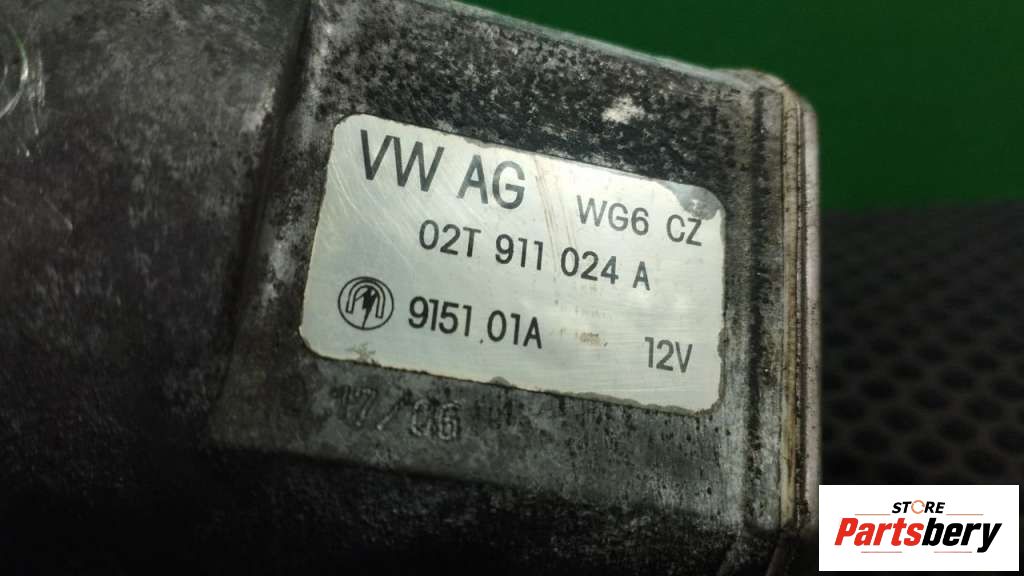 VW AG WG6 CZ
02T 911 024 A
9151 01A 12V
17/06
STORE
Partsbery